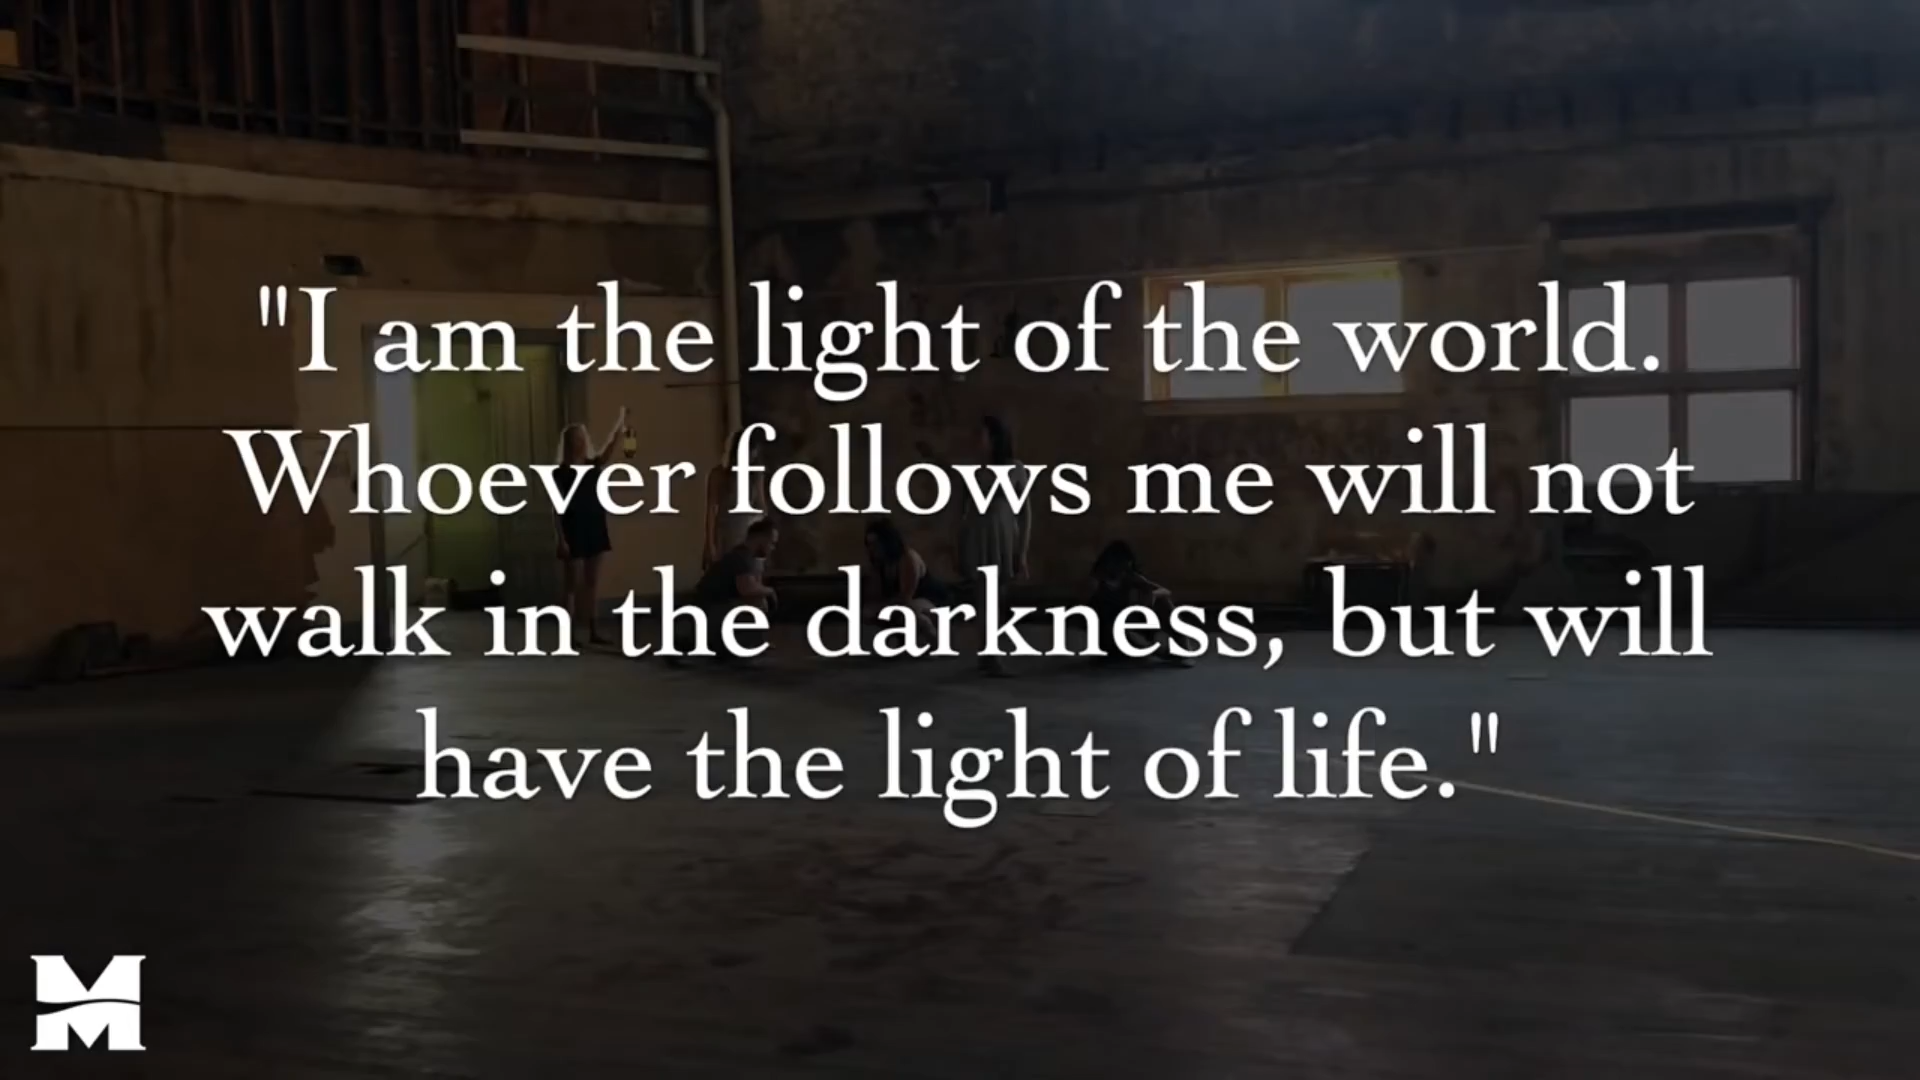 "I am the light of the world.
Whoever follows me will not
walk in the darkness, but will
have the light of life."
M